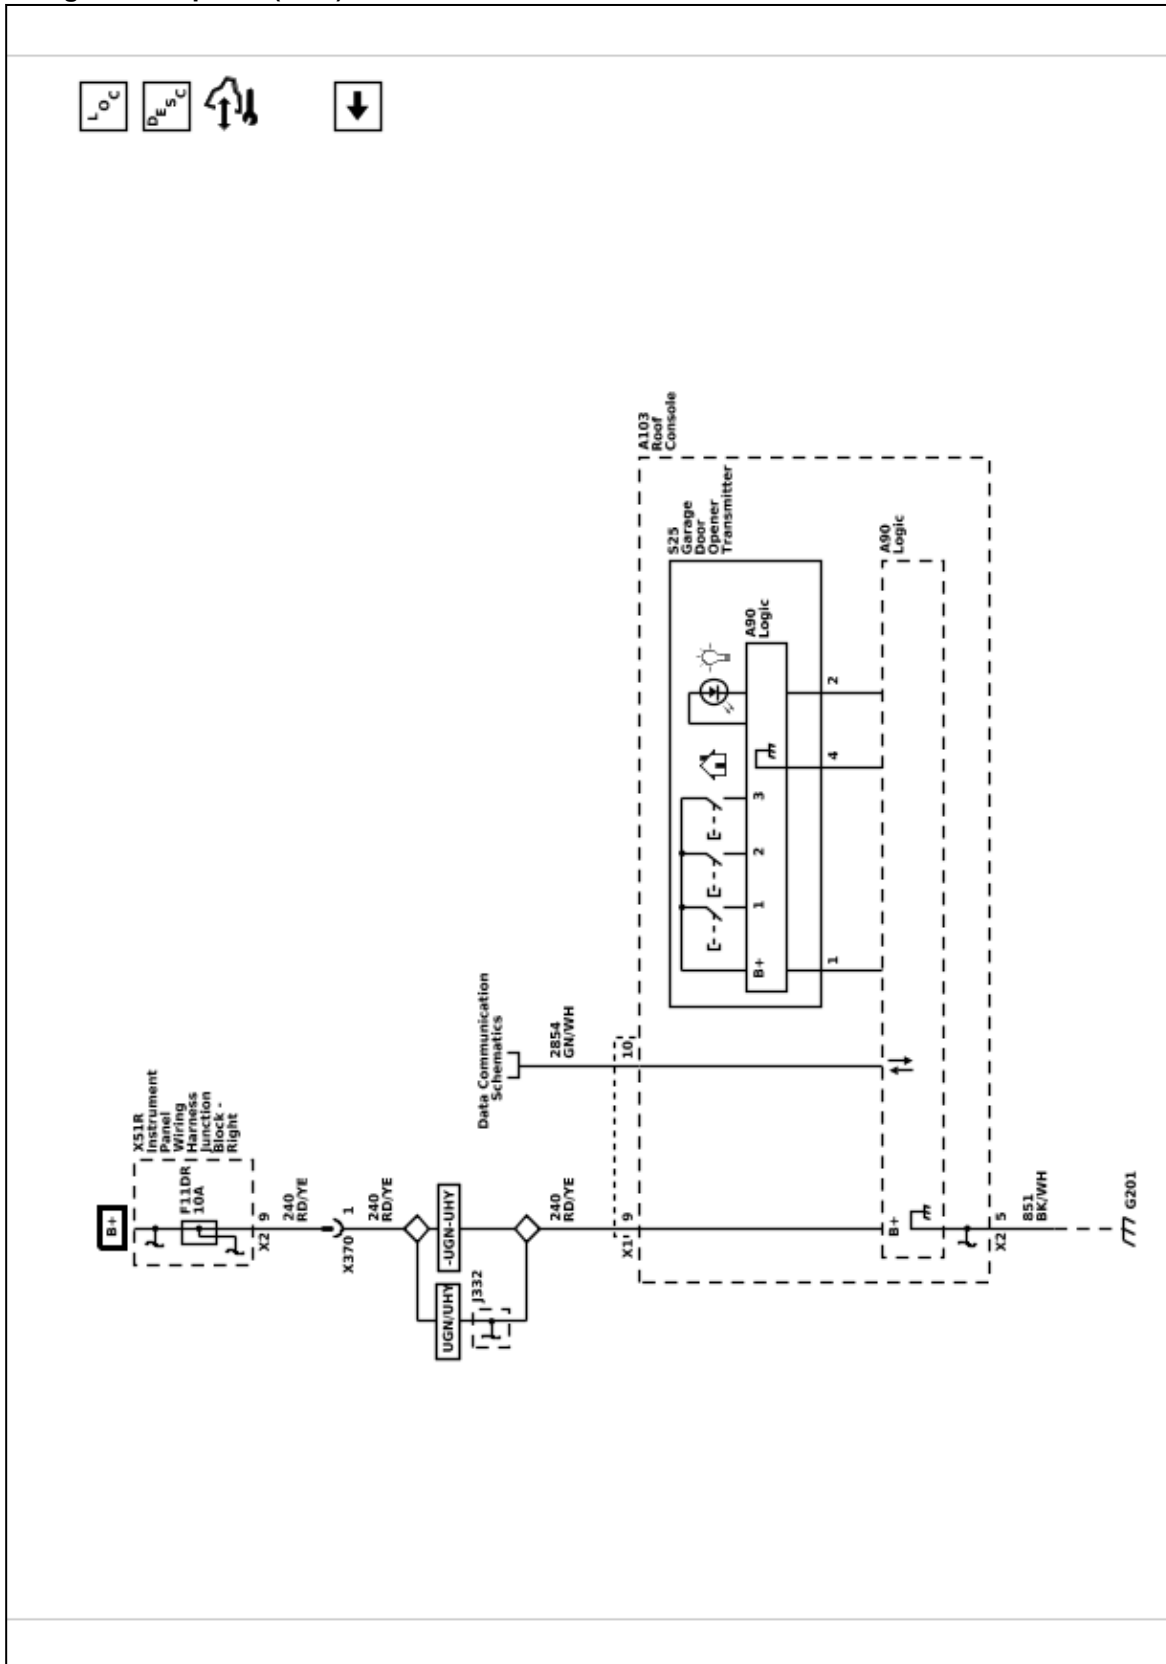 LOC
DESC
B+
X51R
Instrument
Panel
Wiring
Harness
Junction
Block -
Right
F11DR
10A
X2 9
240
RD/YE
X370 1
240
RD/YE
-UGN-UHY
UGN/UHY
J332
240
RD/YE
Data Communication
Schematics
2854
GN/WH
X1 9
10
A103
Roof
Console
S25
Garage
Door
Opener
Transmitter
A90
Logic
B+
1
2
3
1
4
2
A90
Logic
B+
X2 5
851
BK/WH
G201